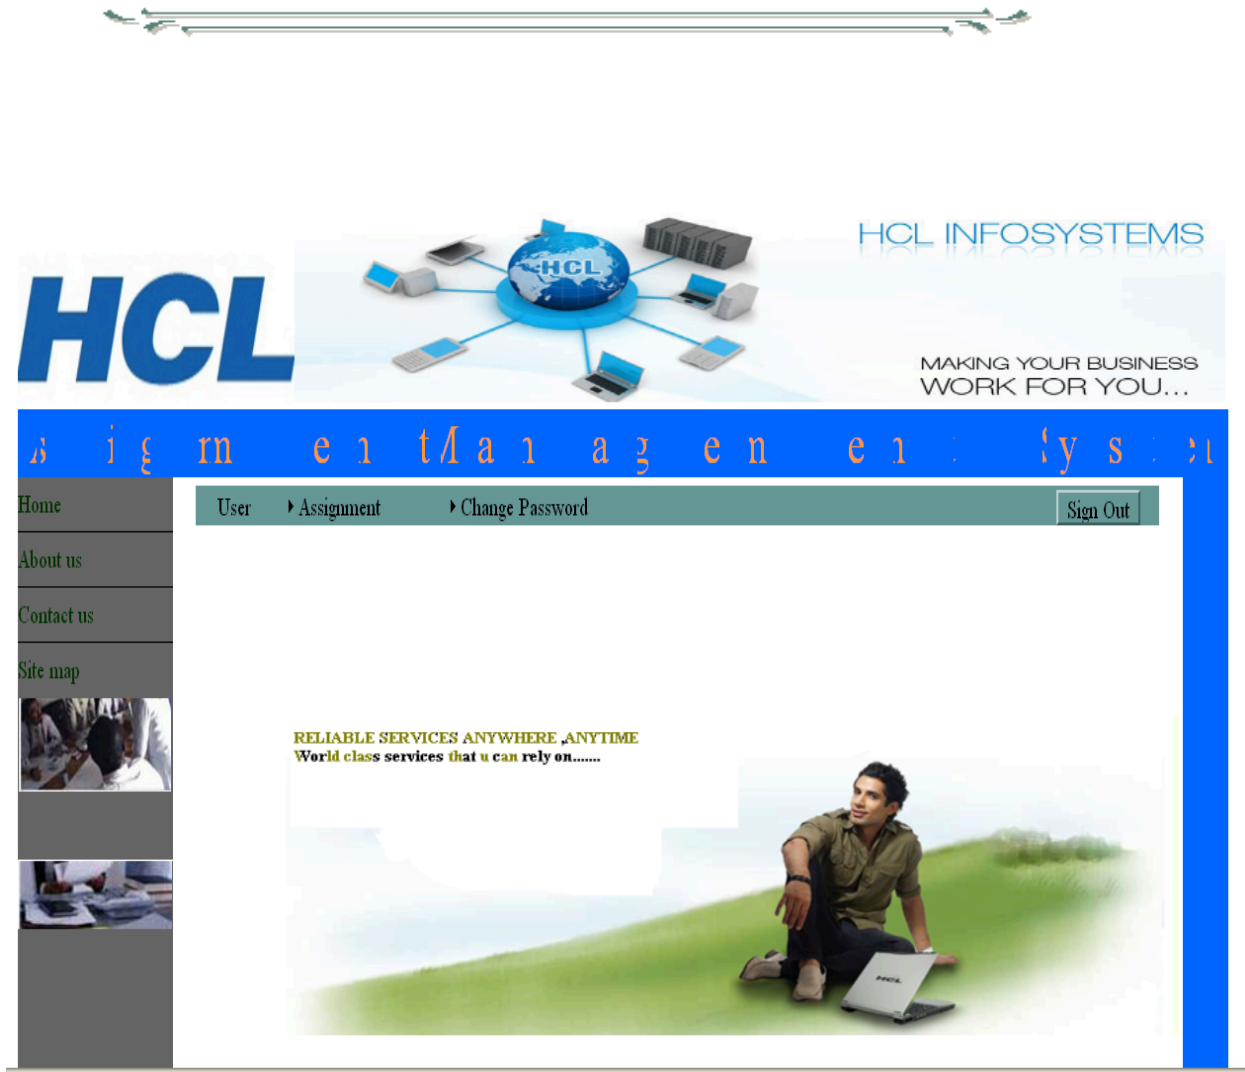 HCL INFOSYSTEMS
HCL
HCL
MAKING YOUR BUSINESS
WORK FOR YOU...
Home
User Assignment Change Password Sign Out
About us
Contact us
Site map
RELIABLE SERVICES ANYWHERE ,ANYTIME
World class services that u can rely on.......
HCL